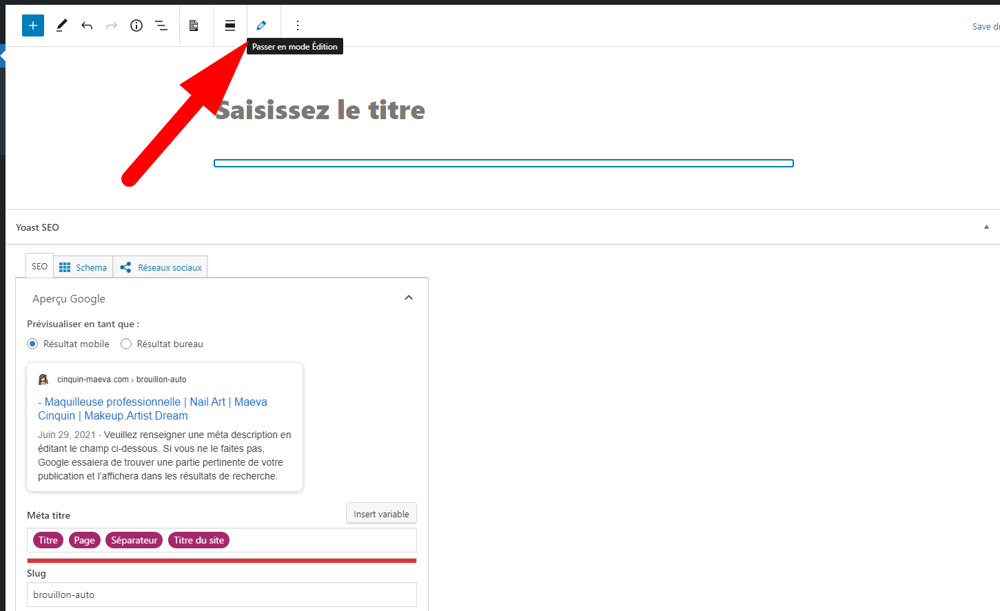 Save
Passer en mode Édition
Saisissez le titre
Yoast SEO
SEO
Schema
Réseaux sociaux
Aperçu Google
Prévisualiser en tant que :
Résultat mobile
Résultat bureau
cinquin-maeva.com › brouillon-auto
- Maquilleuse professionnelle | Nail Art | Maeva
Cinquin | Makeup.Artist.Dream
Juin 29, 2021 · Veuillez renseigner une méta description en
éditant le champ ci-dessous. Si vous ne le faites pas,
Google essaiera de trouver une partie pertinente de votre
publication et l’affichera dans les résultats de recherche.
Méta titre
Insert variable
Titre Page Séparateur Titre du site
Slug
brouillon-auto